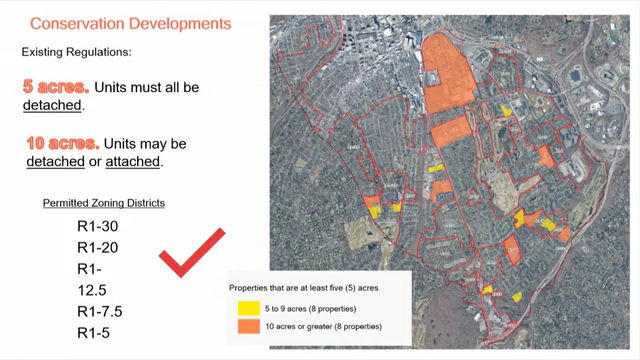 Conservation Developments
Existing Regulations:
5 acres. Units must all be
detached.
10 acres. Units may be
detached or attached.
Permitted Zoning Districts
R1-30
R1-20
R1-
12.5
R1-7.5
R1-5
Properties that are at least five (5) acres
5 to 9 acres (8 properties)
10 acres or greater (8 properties)